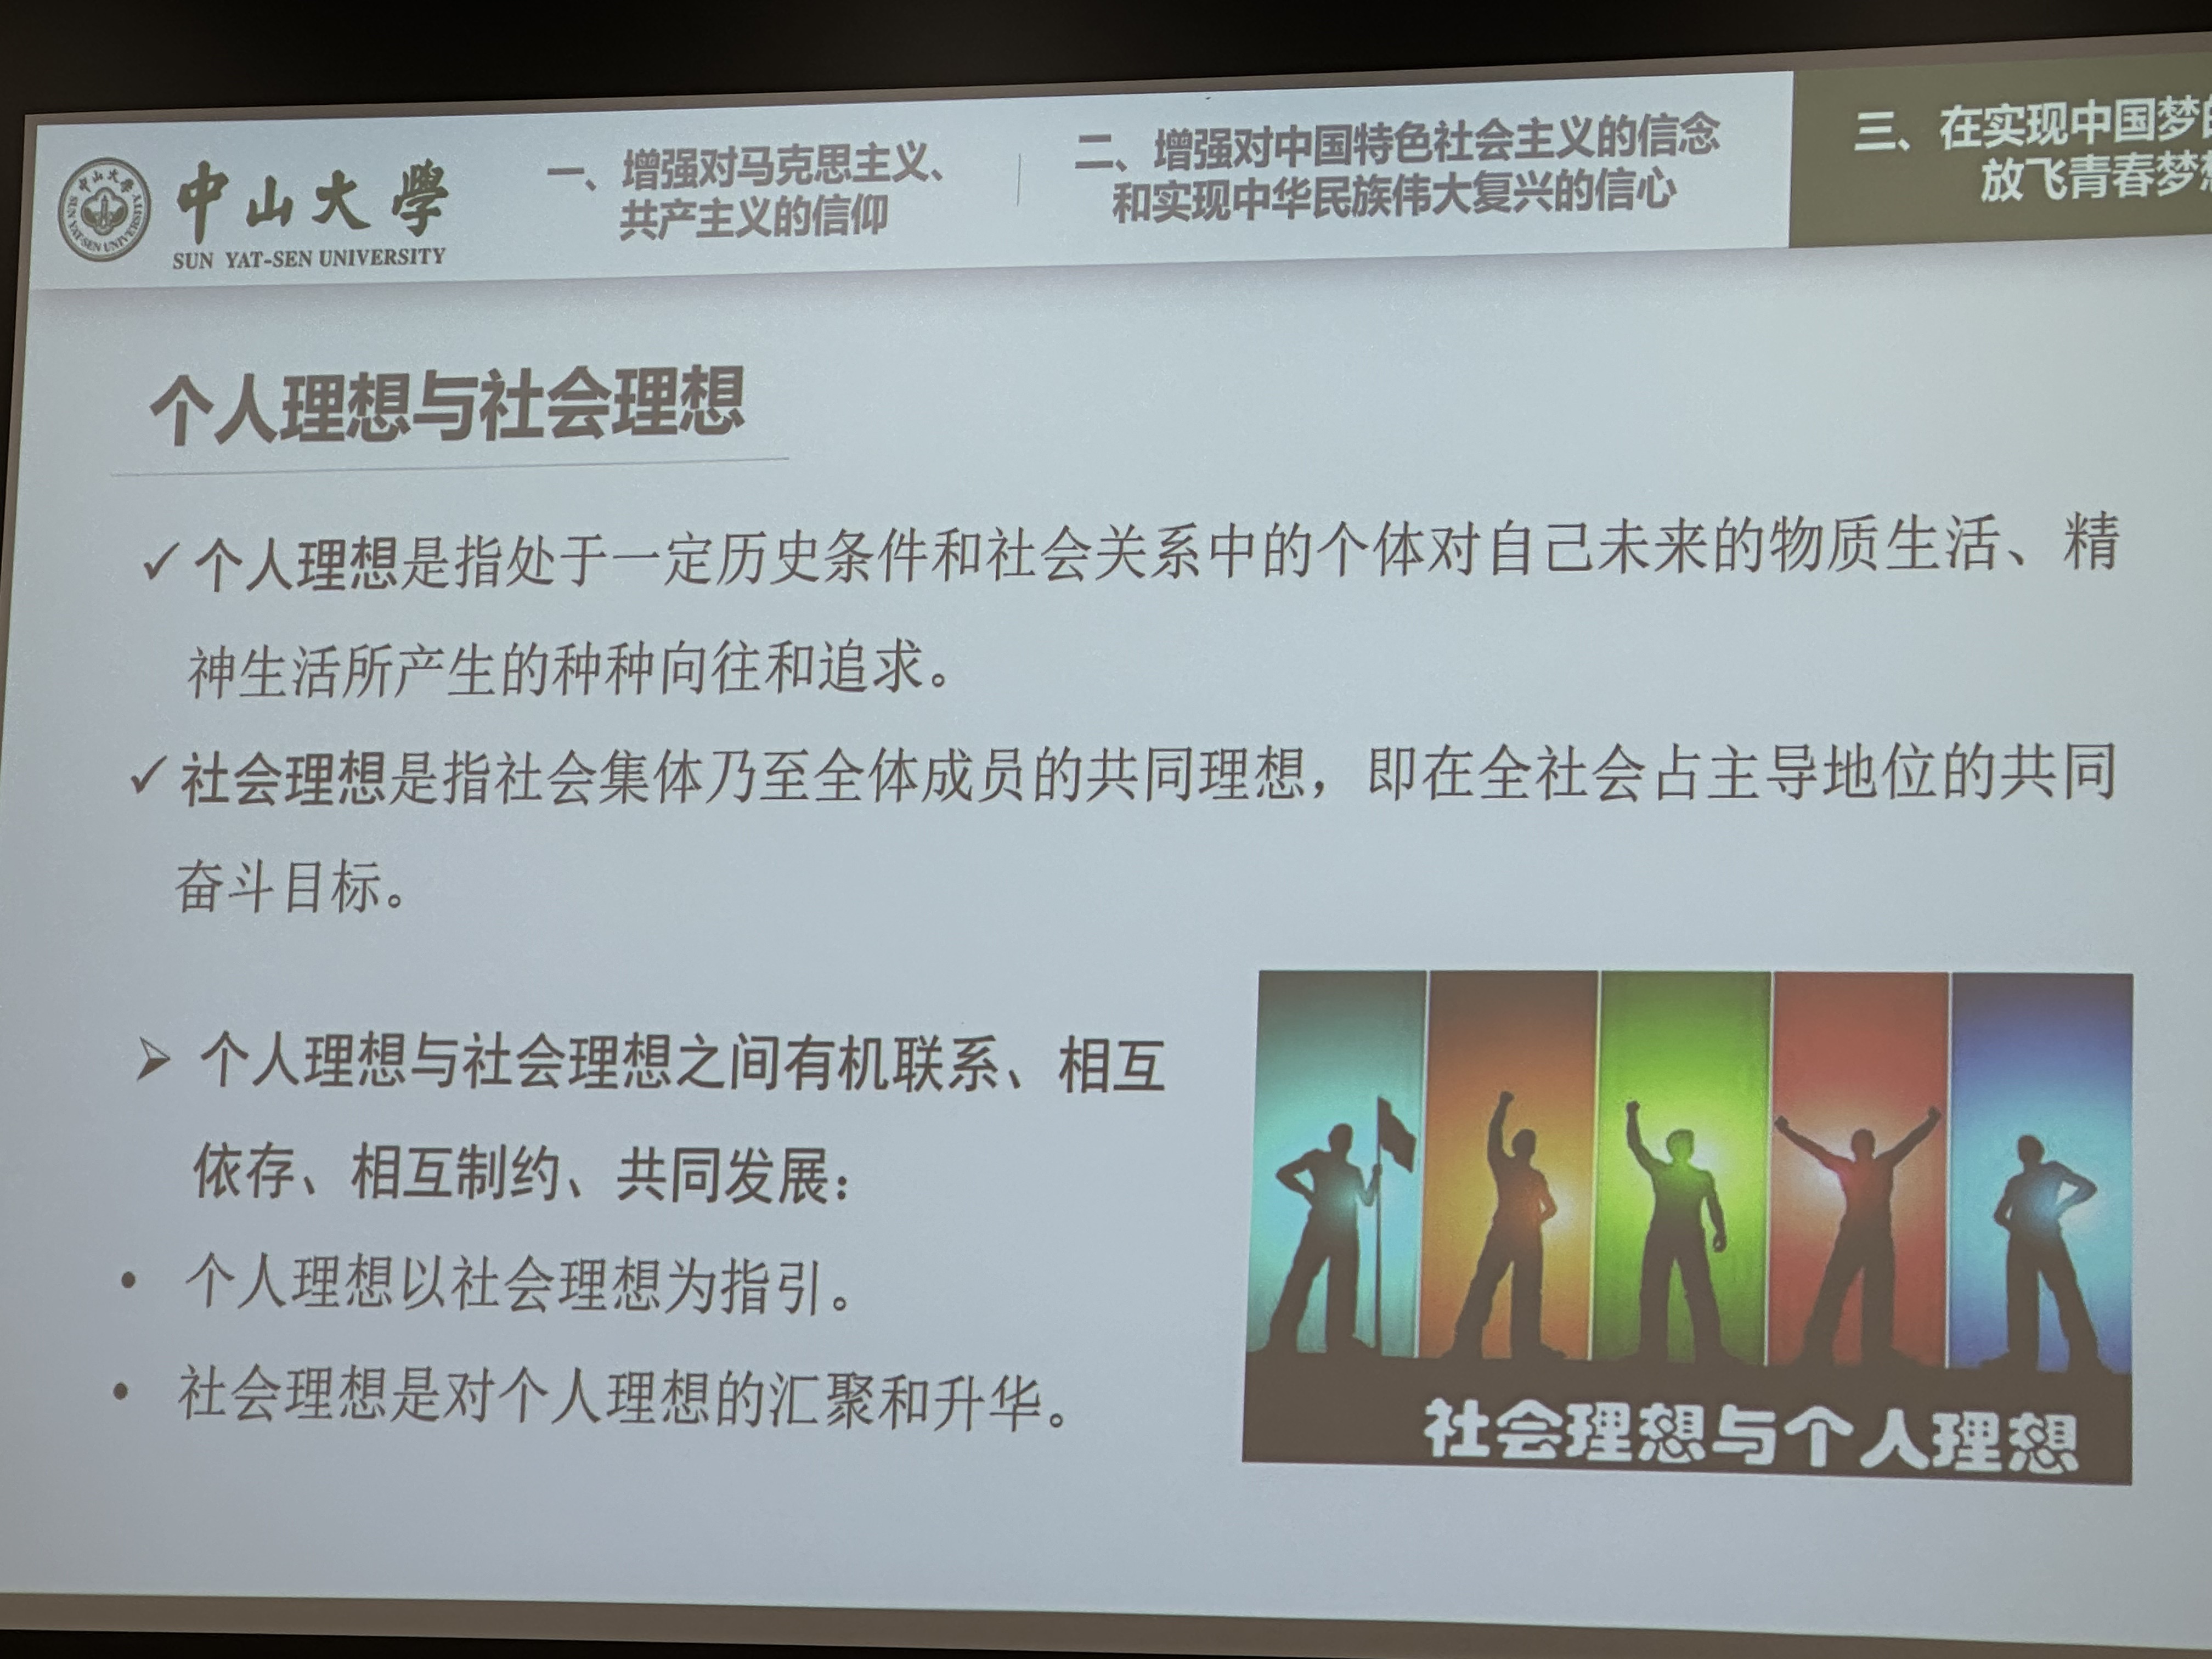 中山大學
SUN YAT-SEN UNIVERSITY
中山大學
SUN YAT-SEN UNIVERSITY
一、增强对马克思主义、
共产主义的信仰
二、增强对中国特色社会主义的信念
和实现中华民族伟大复兴的信心
三、在实现中国梦
放飞青春梦
个人理想与社会理想
✓ 个人理想是指处于一定历史条件和社会关系中的个体对自己未来的物质生活、精
神生活所产生的种种向往和追求。
✓ 社会理想是指社会集体乃至全体成员的共同理想，即在全社会占主导地位的共同
奋斗目标。
➢ 个人理想与社会理想之间有机联系、相互
依存、相互制约、共同发展：
• 个人理想以社会理想为指引。
• 社会理想是对个人理想的汇聚和升华。
社会理想与个人理想